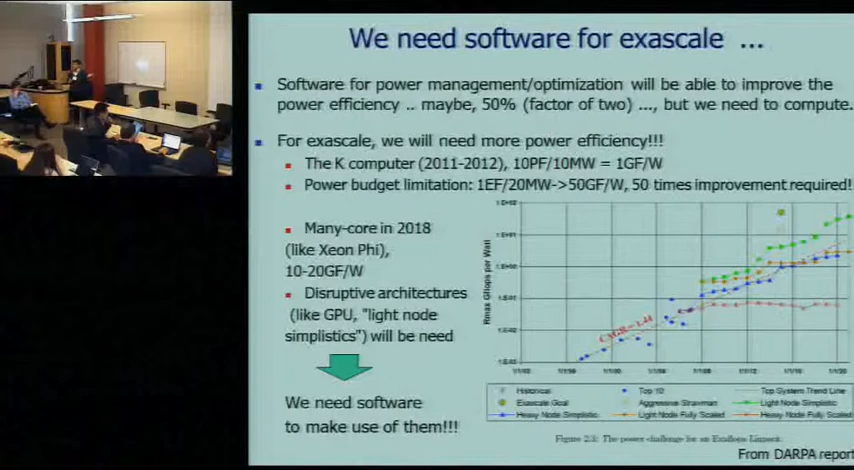 We need software for exascale ...
Software for power management/optimization will be able to improve the
power efficiency .. maybe, 50% (factor of two) ..., but we need to compute.
For exascale, we will need more power efficiency!!!
The K computer (2011-2012), 10PF/10MW = 1GF/W
Power budget limitation: 1EF/20MW->50GF/W, 50 times improvement required!
Many-core in 2018
(like Xeon Phi),
10-20GF/W
Disruptive architectures
(like GPU, "light node
simplistics") will be need
We need software
to make use of them!!!
Rmax Gflops per Watt
Historical
Top 10
Top System Trend Line
Exascale Goal
Aggressive Strawman
Light Node Simplistic
Heavy Node Simplistic
Light Node Fully Scaled
Heavy Node Fully Scaled
Figure 2.3: The power challenge for an Exaflops Linpack.
From DARPA report